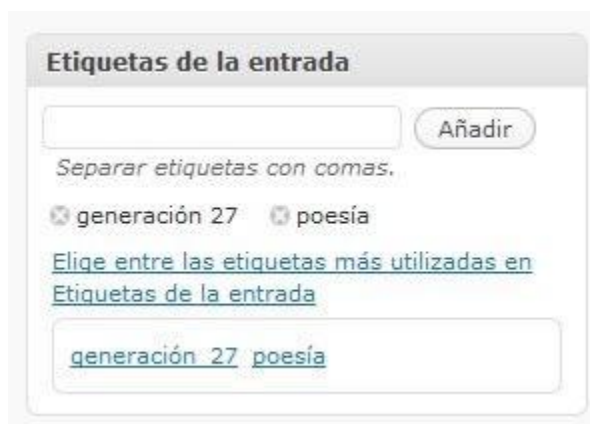 Etiquetas de la entrada
Añadir
Separar etiquetas con comas.
generación 27 poesía
Elige entre las etiquetas más utilizadas en
Etiquetas de la entrada
generación 27 poesía